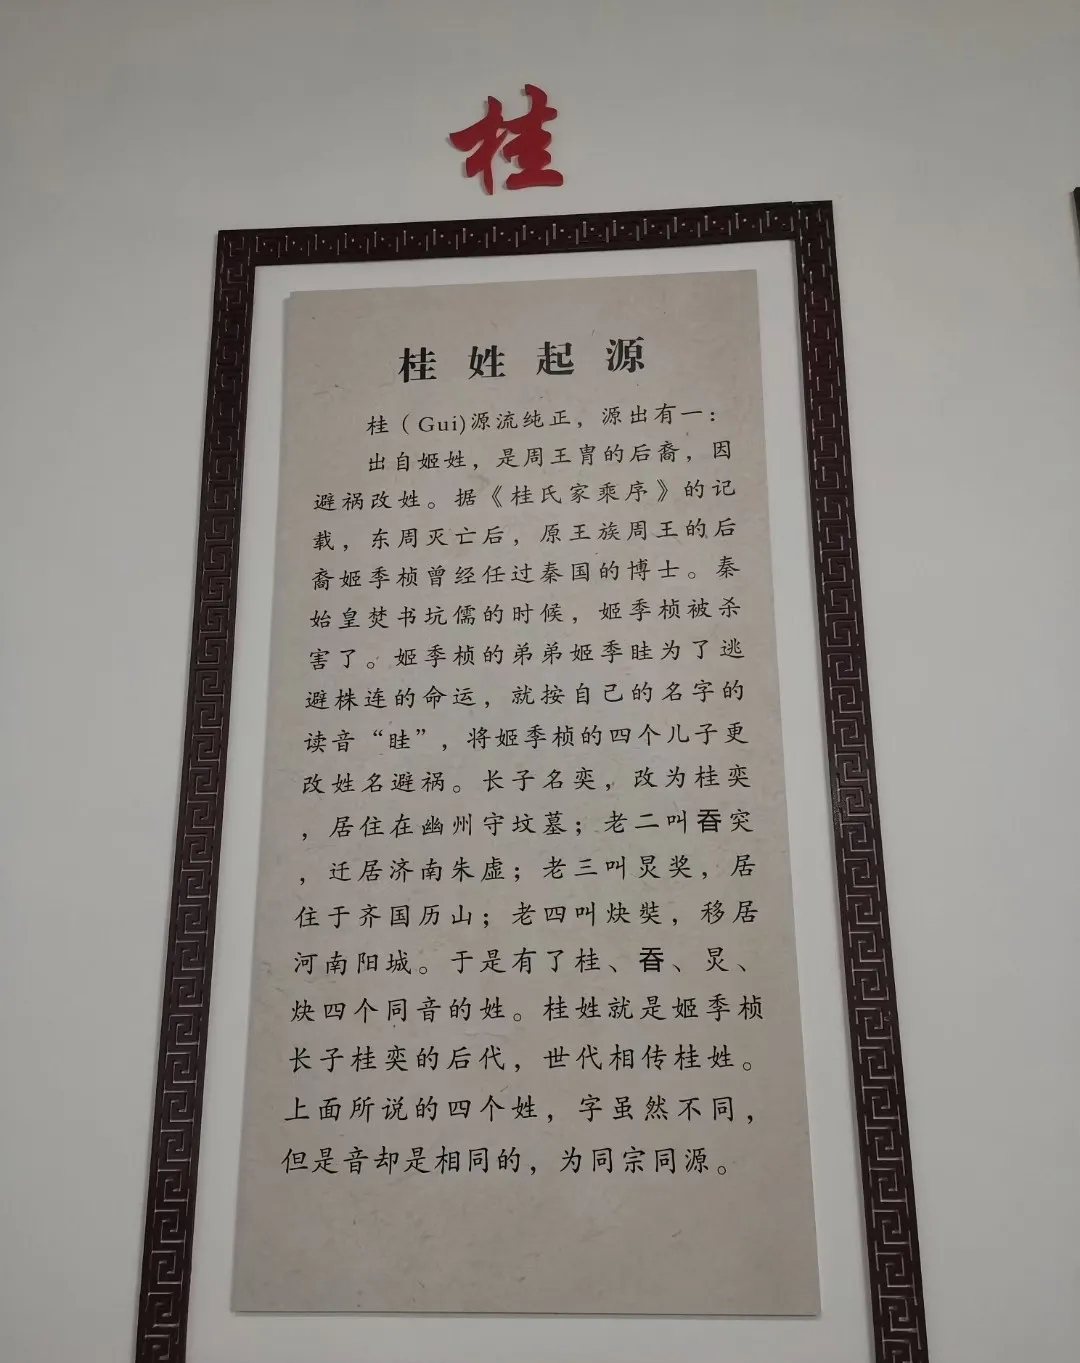 桂
桂姓起源
桂（Gui)源流纯正，源出有一：
出自姬姓，是周王胄的后裔，因
避祸改姓。据《桂氏家乘序》的记
载，东周灭亡后，原王族周王的后
裔姬季桢曾经任过秦国的博士。秦
始皇焚书坑儒的时候，姬季桢被杀
害了。姬季桢的弟弟姬季眭为了逃
避株连的命运，就按自己的名字的
读音“眭”，将姬季桢的四个儿子更
改姓名避祸。长子名奕，改为桂奕
，居住在幽州守坟墓；老二叫吞突
，迁居济南朱虚；老三叫炅奖，居
住于齐国历山；老四叫炔奘，移居
河南阳城。于是有了桂、吞、炅、
炔四个同音的姓。桂姓就是姬季桢
长子桂奕的后代，世代相传桂姓。
上面所说的四个姓，字虽然不同，
但是音却是相同的，为同宗同源。